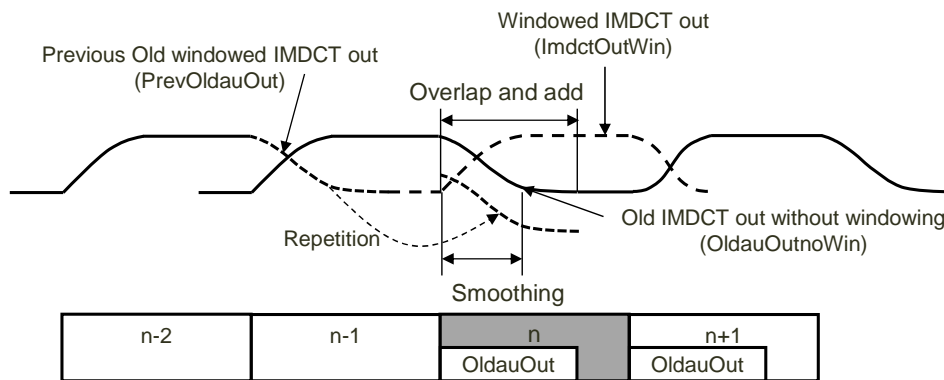 Windowed IMDCT out
(ImdctOutWin)
Previous Old windowed IMDCT out
(PrevOldauOut)
Overlap and add
Old IMDCT out without windowing
(OldauOutnoWin)
Repetition
Smoothing
n-2
n-1
n
n+1
OldauOut
OldauOut